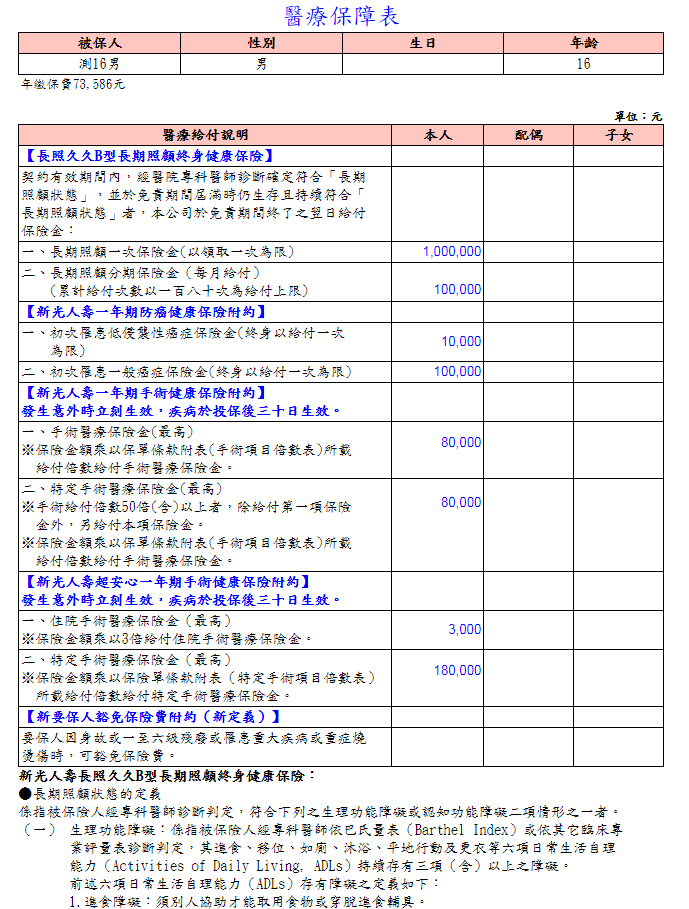 醫療保障表
被保人 性別 生日 年齡
測16男 男 16
年繳保費73,586元
單位：元
醫療給付說明 本人 配偶 子女
【長照久久B型長期照顧終身健康保險】
契約有效期間內，經醫院專科醫師診斷確定符合「長期
照顧狀態」，並於免責期間屆滿時仍生存且持續符合「
長期照顧狀態」者，本公司於免責期間終了之翌日給付
保險金：
一、長期照顧一次保險金(以領取一次為限) 1,000,000
二、長期照顧分期保險金（每月給付）
(累計給付次數以一百八十次為給付上限) 100,000
【新光人壽一年期防癌健康保險附約】
一、初次罹患低侵襲性癌症保險金(終身以給付一次
為限) 10,000
二、初次罹患一般癌症保險金(終身以給付一次為限) 100,000
【新光人壽一年期手術健康保險附約】
發生意外時立刻生效，疾病於投保後三十日生效。
一、手術醫療保險金(最高)
※保險金額乘以保單條款附表(手術項目倍數表)所載 80,000
給付倍數給付手術醫療保險金。
二、特定手術醫療保險金(最高)
※手術給付倍數50倍(含)以上者，除給付第一項保險 80,000
金外，另給付本項保險金。
※保險金額乘以保單條款附表(手術項目倍數表)所載
給付倍數給付手術醫療保險金。
【新光人壽超安心一年期手術健康保險附約】
發生意外時立刻生效，疾病於投保後三十日生效。
一、住院手術醫療保險金（最高）
※保險金額乘以3倍給付住院手術醫療保險金。 3,000
二、特定手術醫療保險金（最高）
※保險金額乘以保險單條款附表（特定手術項目倍數表） 180,000
所載給付倍數給付特定手術醫療保險金。
【新要保人豁免保險費附約（新定義）】
要保人因身故或一至六級殘廢或罹患重大疾病或重症燒
燙傷時，可豁免保險費。
新光人壽長照久久B型長期照顧終身健康保險：
●長期照顧狀態的定義
係指被保險人經專科醫師診斷判定，符合下列之生理功能障礙或認知功能障礙二項情形之一者。
（一） 生理功能障礙：係指被保險人經專科醫師依巴氏量表（Barthel Index）或依其它臨床專
業評量表診斷判定，其進食、移位、如廁、沐浴、平地行動及更衣等六項日常生活自理
能力（Activities of Daily Living, ADLs）持續存有三項（含）以上之障礙。
前述六項日常生活自理能力（ADLs）存有障礙之定義如下：
1.進食障礙：須別人協助才能取用食物或穿脫進食輔具。